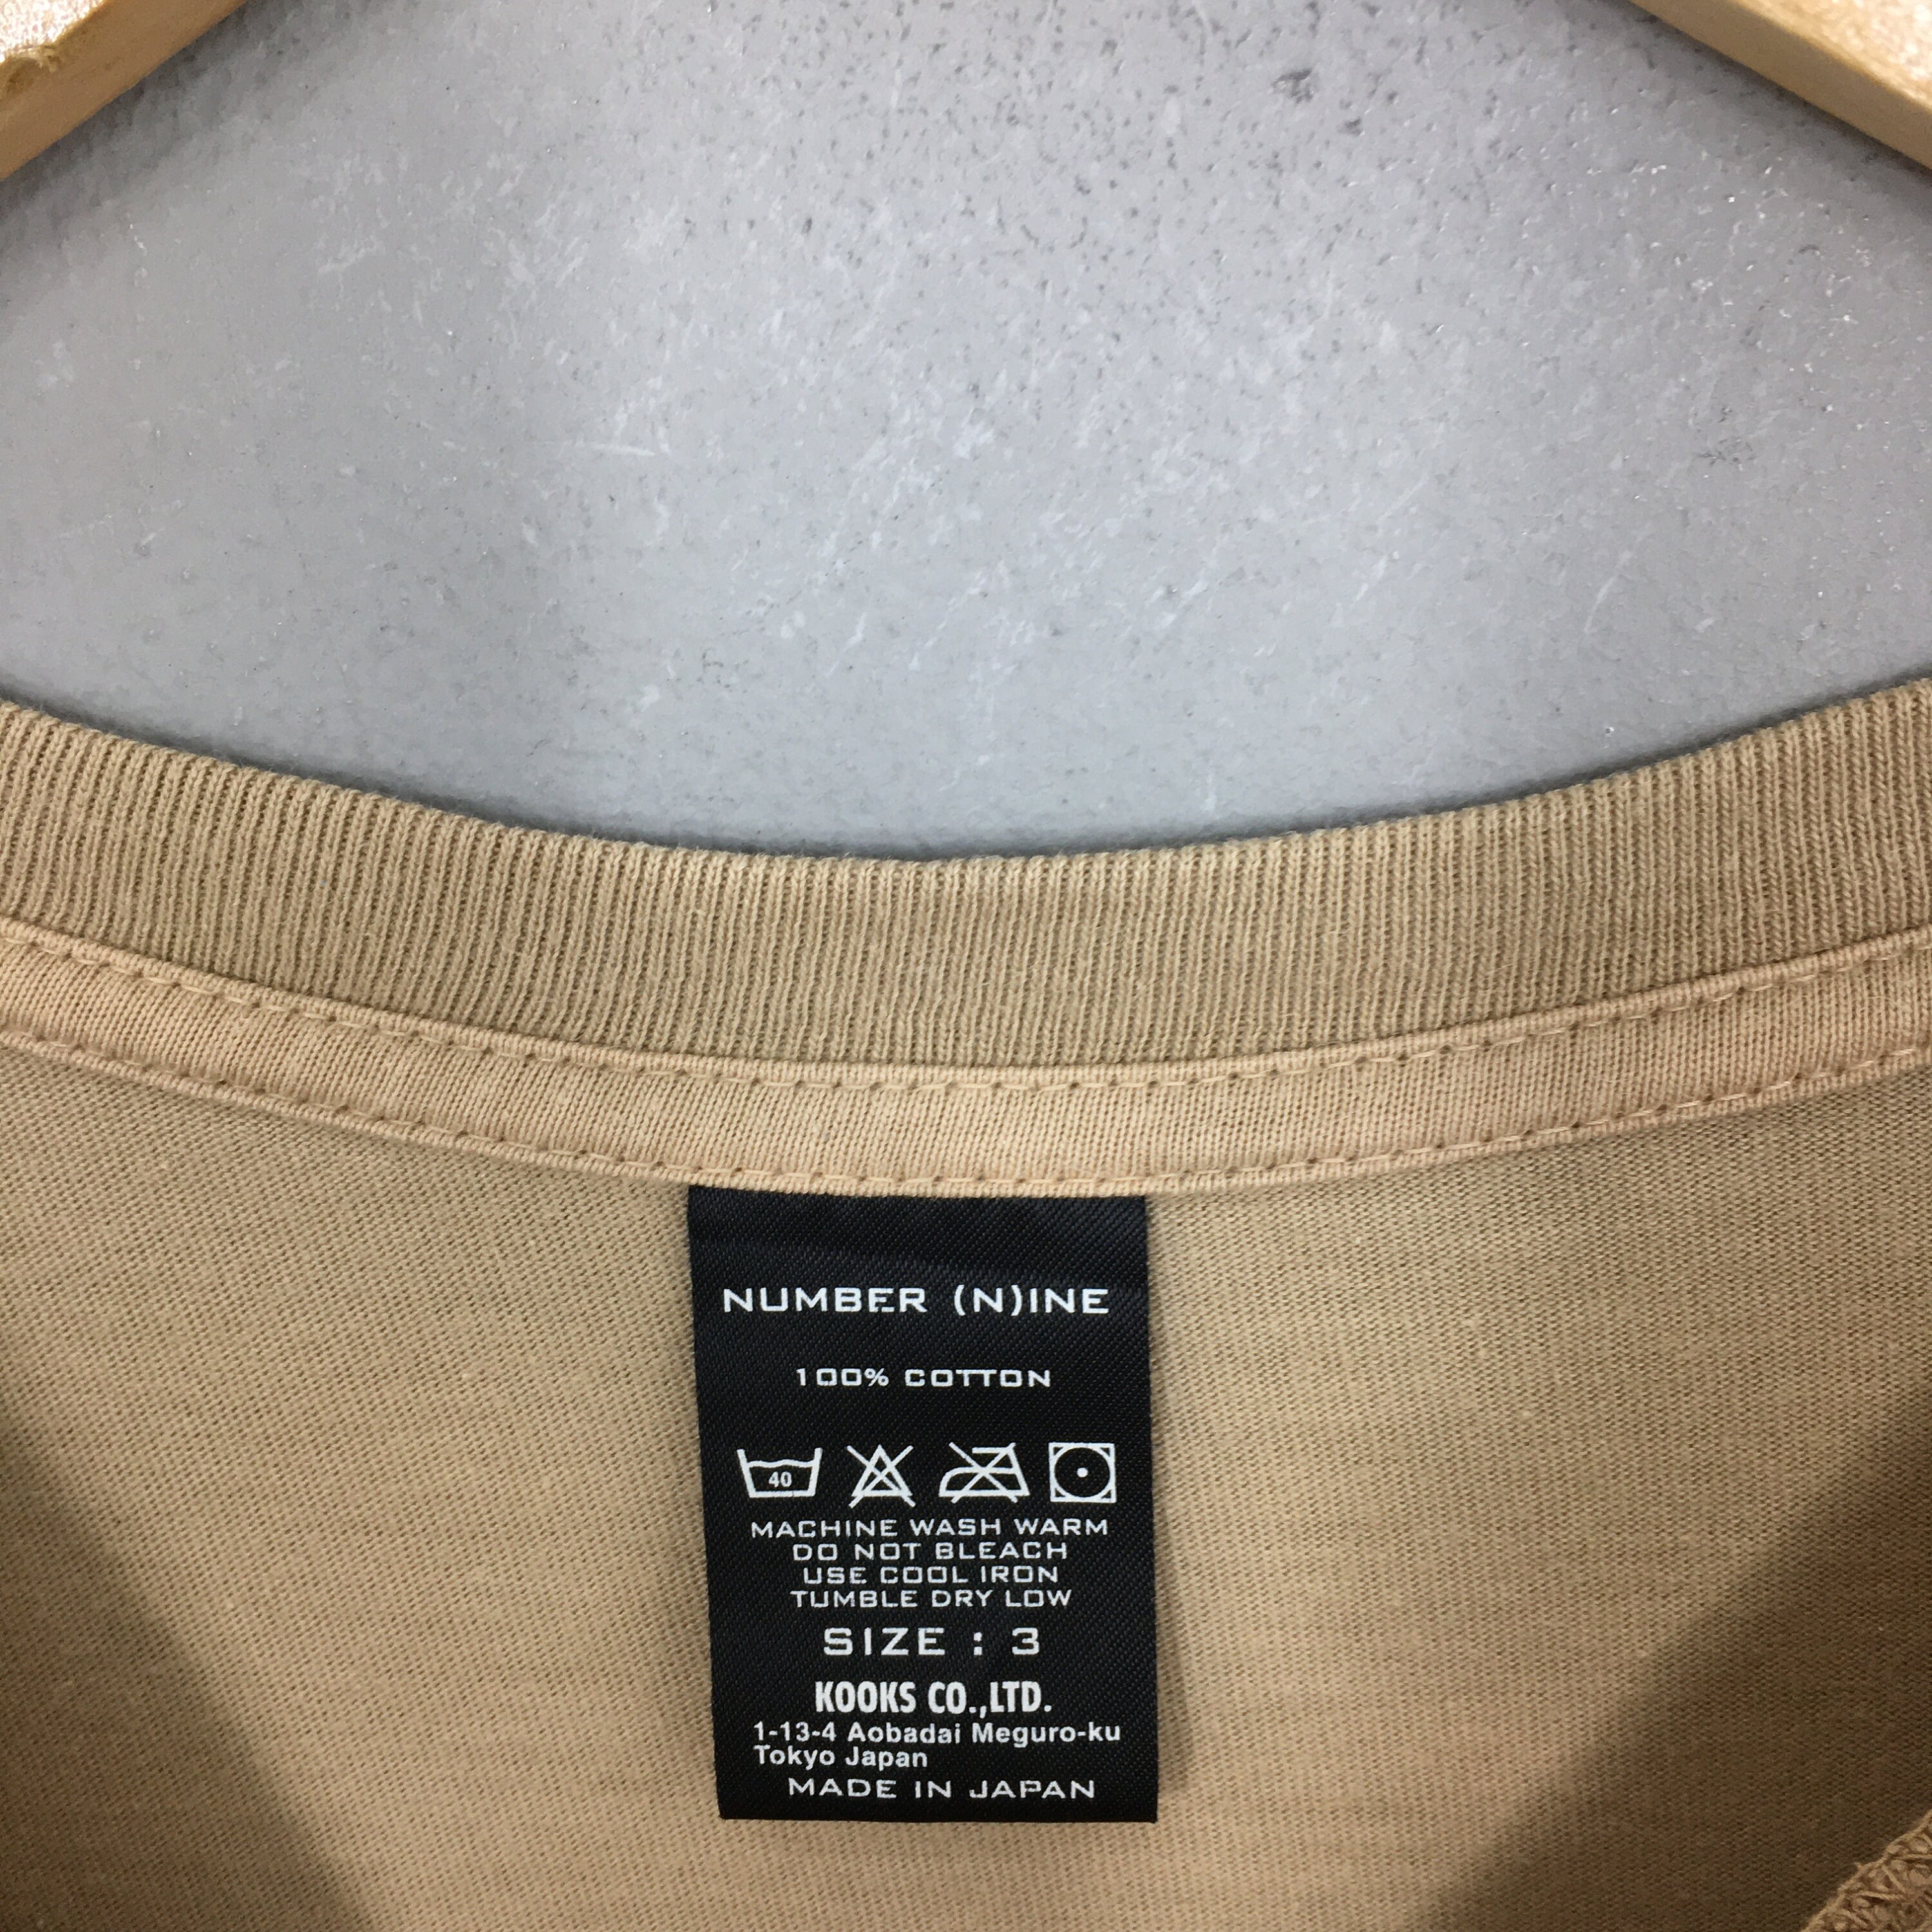 NUMBER (N)INE
100% COTTON
40
MACHINE WASH WARM
DO NOT BLEACH
USE COOL IRON
TUMBLE DRY LOW
SIZE : 3
KOOKS CO.,LTD.
1-13-4 Aobadai Meguro-ku
Tokyo Japan
MADE IN JAPAN